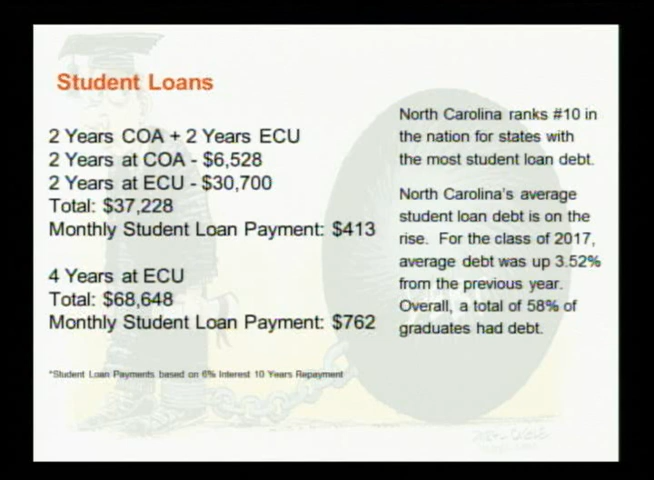 Student Loans
2 Years COA + 2 Years ECU
2 Years at COA - $6,528
2 Years at ECU - $30,700
Total: $37,228
Monthly Student Loan Payment: $413
4 Years at ECU
Total: $68,648
Monthly Student Loan Payment: $762
*Student Loan Payments based on 6% Interest 10 Years Repayment
North Carolina ranks #10 in
the nation for states with
the most student loan debt.
North Carolina's average
student loan debt is on the
rise. For the class of 2017,
average debt was up 3.52%
from the previous year.
Overall, a total of 58% of
graduates had debt.